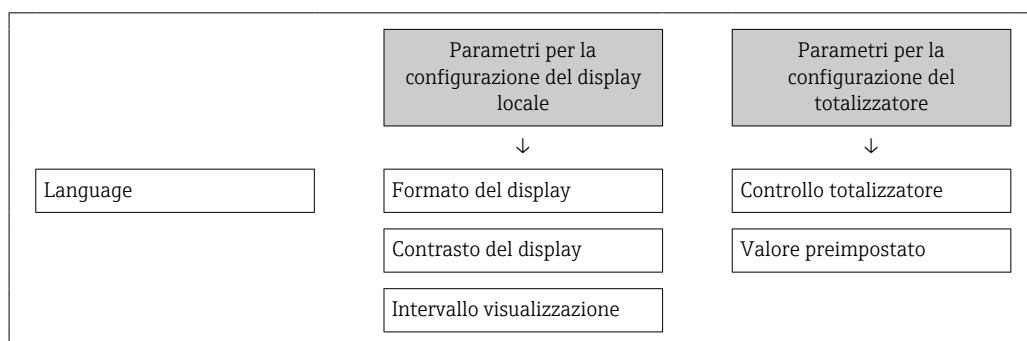 Parametri per la
configurazione del display
locale
Parametri per la
configurazione del
totalizzatore
↓
↓
Language
Formato del display
Controllo totalizzatore
Contrasto del display
Valore preimpostato
Intervallo visualizzazione